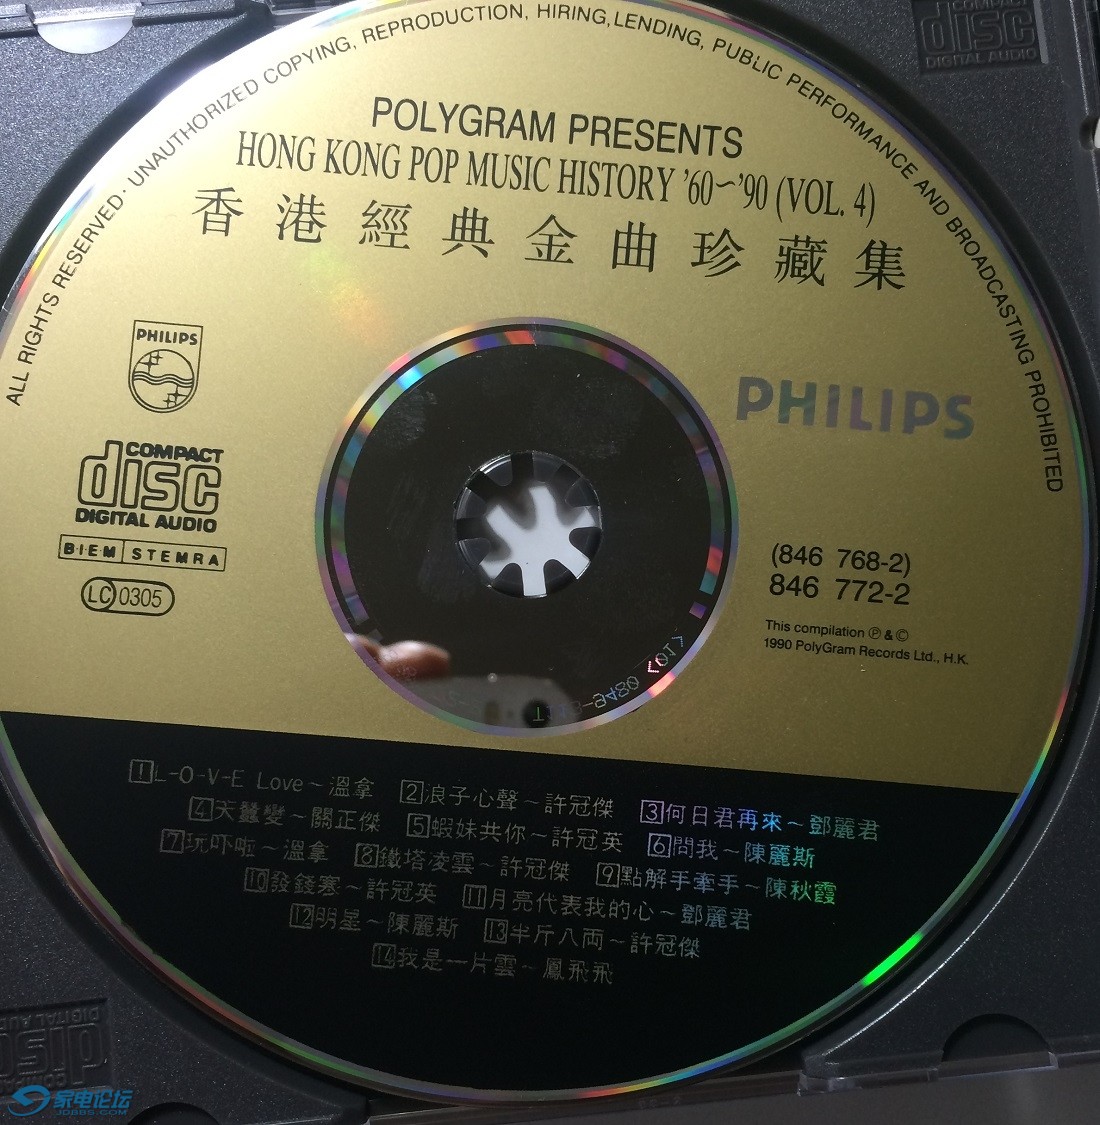 ALL RIGHTS RESERVED · UNAUTHORIZED COPYING, REPRODUCTION, HIRING, LENDING, PUBLIC PERFORMANCE AND BROADCASTING PROHIBITED
COMPACT
disc
DIGITAL AUDIO
POLYGRAM PRESENTS
HONG KONG POP MUSIC HISTORY '60~'90 (VOL. 4)
香港經典金曲珍藏集
PHILIPS
PHILIPS
COMPACT
disc
DIGITAL AUDIO
BIEM STEMRA
LC 0305
(846 768-2)
846 772-2
This compilation ℗ & ©
1990 PolyGram Records Ltd., H.K.
1 L-O-V-E Love～溫拿 2 浪子心聲～許冠傑 3 何日君再來～鄧麗君
4 天蠶變～關正傑 5 蝦妹共你～許冠英 6 問我～陳麗斯
7 玩吓啦～溫拿 8 鐵塔凌雲～許冠傑 9 點解手牽手～陳秋霞
10 發錢寒～許冠英 11 月亮代表我的心～鄧麗君
12 明星～陳麗斯 13 半斤八両～許冠傑
14 我是一片雲～鳳飛飛
家电论坛
JDBBS.COM